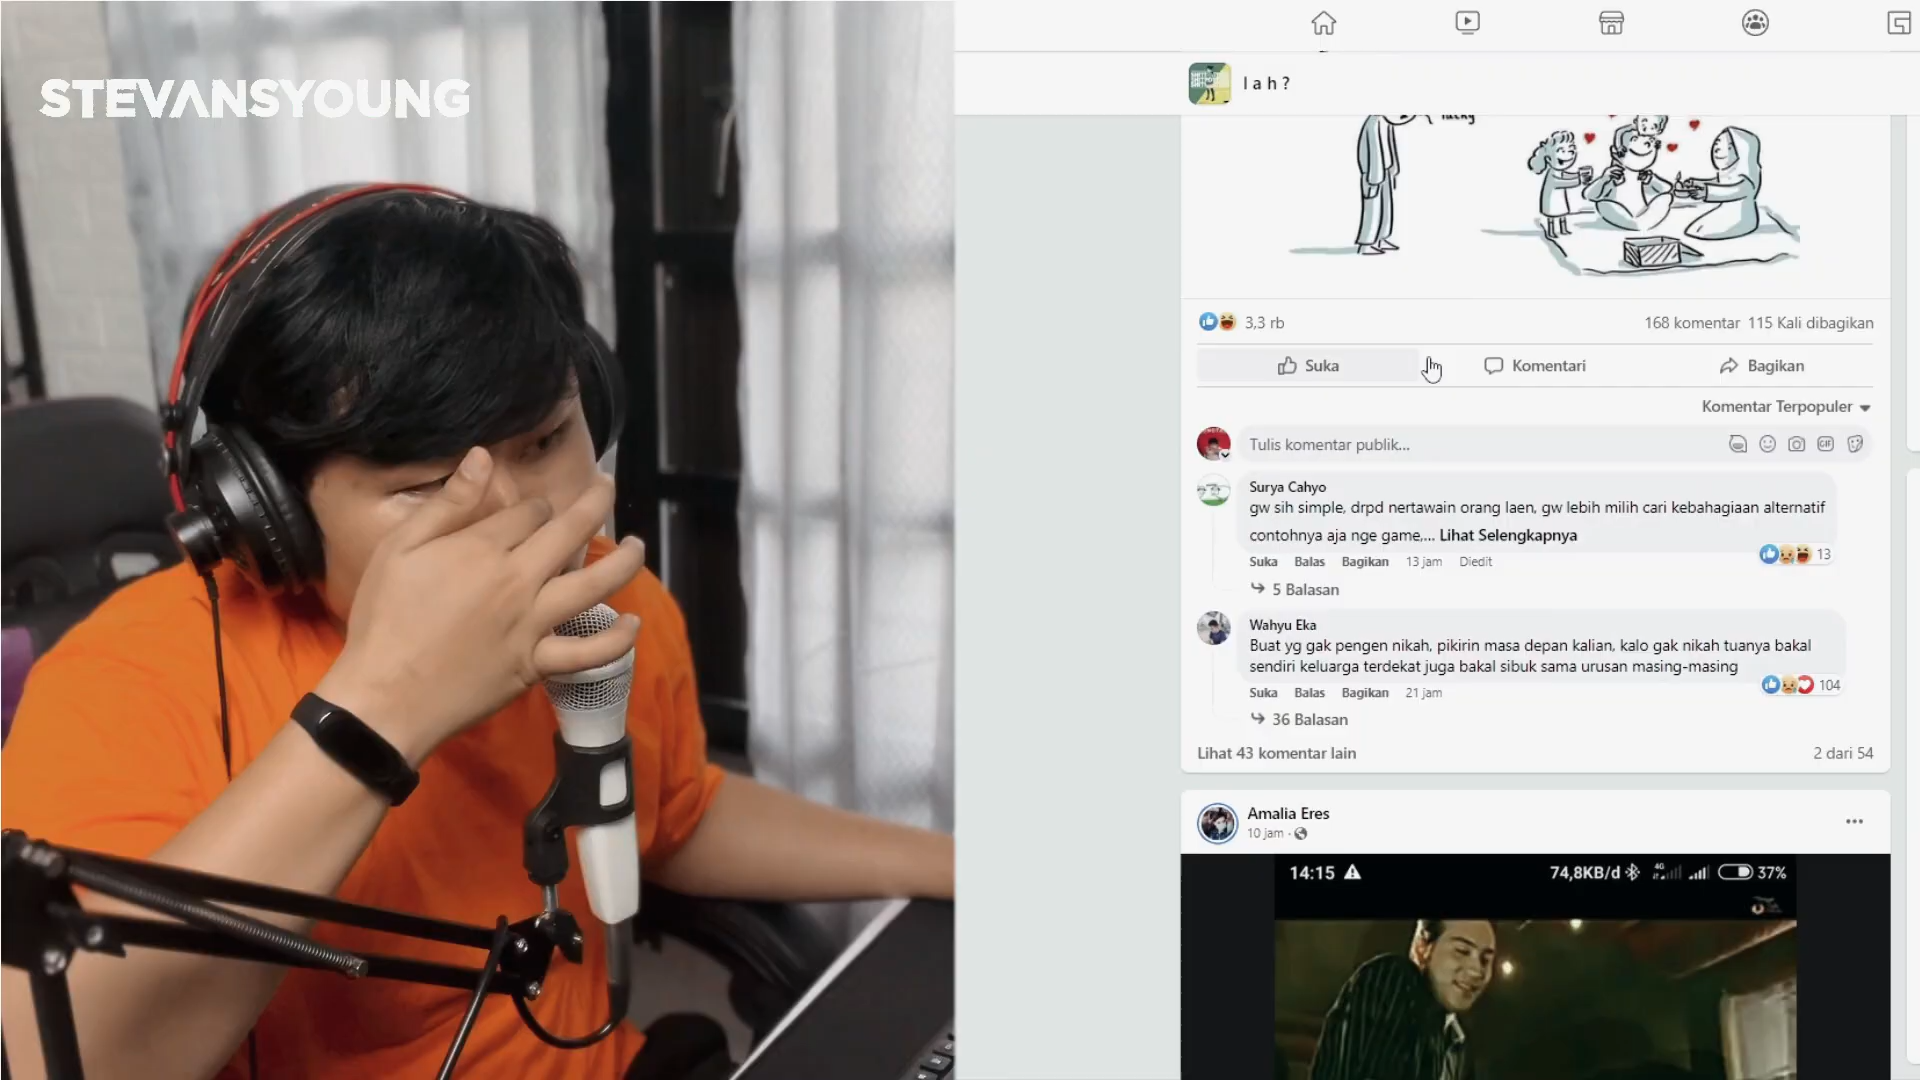 STEVANSYOUNG
l a h ?
3,3 rb
168 komentar 115 Kali dibagikan
Suka
Komentari
Bagikan
Komentar Terpopuler
Tulis komentar publik...
GIF
Surya Cahyo
gw sih simple, drpd nertawain orang laen, gw lebih milih cari kebahagiaan alternatif
contohnya aja nge game,... Lihat Selengkapnya
13
Suka Balas Bagikan 13 jam Diedit
5 Balasan
Wahyu Eka
Buat yg gak pengen nikah, pikirin masa depan kalian, kalo gak nikah tuanya bakal
sendiri keluarga terdekat juga bakal sibuk sama urusan masing-masing
104
Suka Balas Bagikan 21 jam
36 Balasan
Lihat 43 komentar lain
2 dari 54
Amalia Eres
10 jam ·
14:15
74,8KB/d 4G 37%